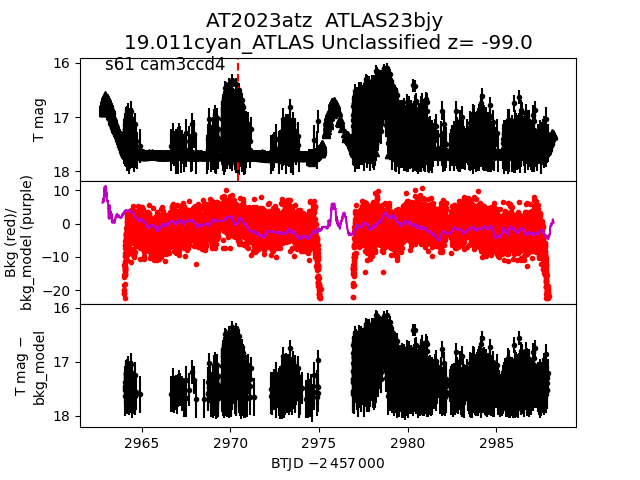 AT2023atz  ATLAS23bjy
19.011cyan_ATLAS Unclassified z= -99.0
s61 cam3ccd4
T mag
16
17
18
Bkg (red)/
bkg_model (purple)
10
0
−10
−20
T mag −
bkg_model
16
17
18
2965 2970 2975 2980 2985
BTJD −2 457 000